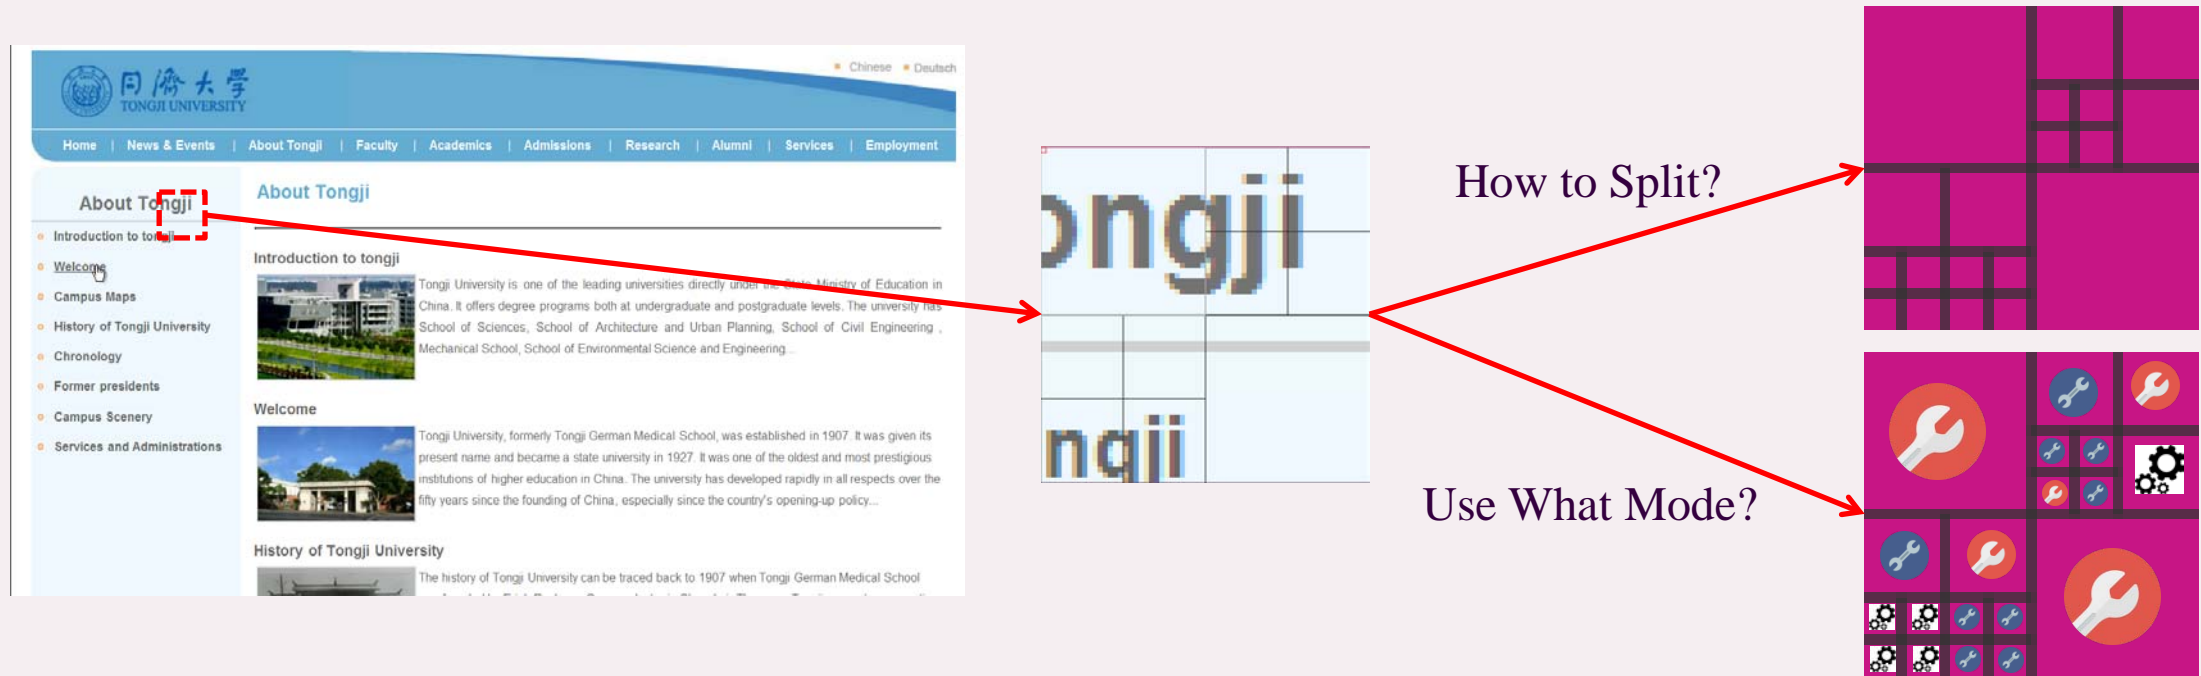 Chinese Deutsch
同濟大学
TONGJI UNIVERSITY
Home | News & Events | About Tongji | Faculty | Academics | Admissions | Research | Alumni | Services | Employment
About Tongji
Introduction to tongji
Welcome
Campus Maps
History of Tongji University
Chronology
Former presidents
Campus Scenery
Services and Administrations
About Tongji
Introduction to tongji
Tongji University is one of the leading universities directly under the State Ministry of Education in
China. It offers degree programs both at undergraduate and postgraduate levels. The university has
School of Sciences, School of Architecture and Urban Planning, School of Civil Engineering ,
Mechanical School, School of Environmental Science and Engineering...
Welcome
Tongji University, formerly Tongji German Medical School, was established in 1907. It was given its
present name and became a state university in 1927. It was one of the oldest and most prestigious
institutions of higher education in China. The university has developed rapidly in all respects over the
fifty years since the founding of China, especially since the country's opening-up policy...
History of Tongji University
The history of Tongji University can be traced back to 1907 when Tongji German Medical School
ongji
ngji
How to Split?
Use What Mode?